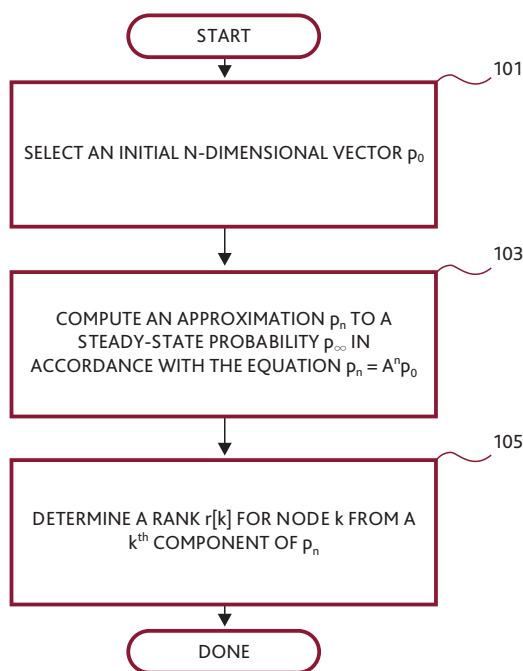 START
101
SELECT AN INITIAL N-DIMENSIONAL VECTOR p₀
103
COMPUTE AN APPROXIMATION pₙ TO A
STEADY-STATE PROBABILITY p∞ IN
ACCORDANCE WITH THE EQUATION pₙ = Aⁿp₀
105
DETERMINE A RANK r[k] FOR NODE k FROM A
kᵗʰ COMPONENT OF pₙ
DONE